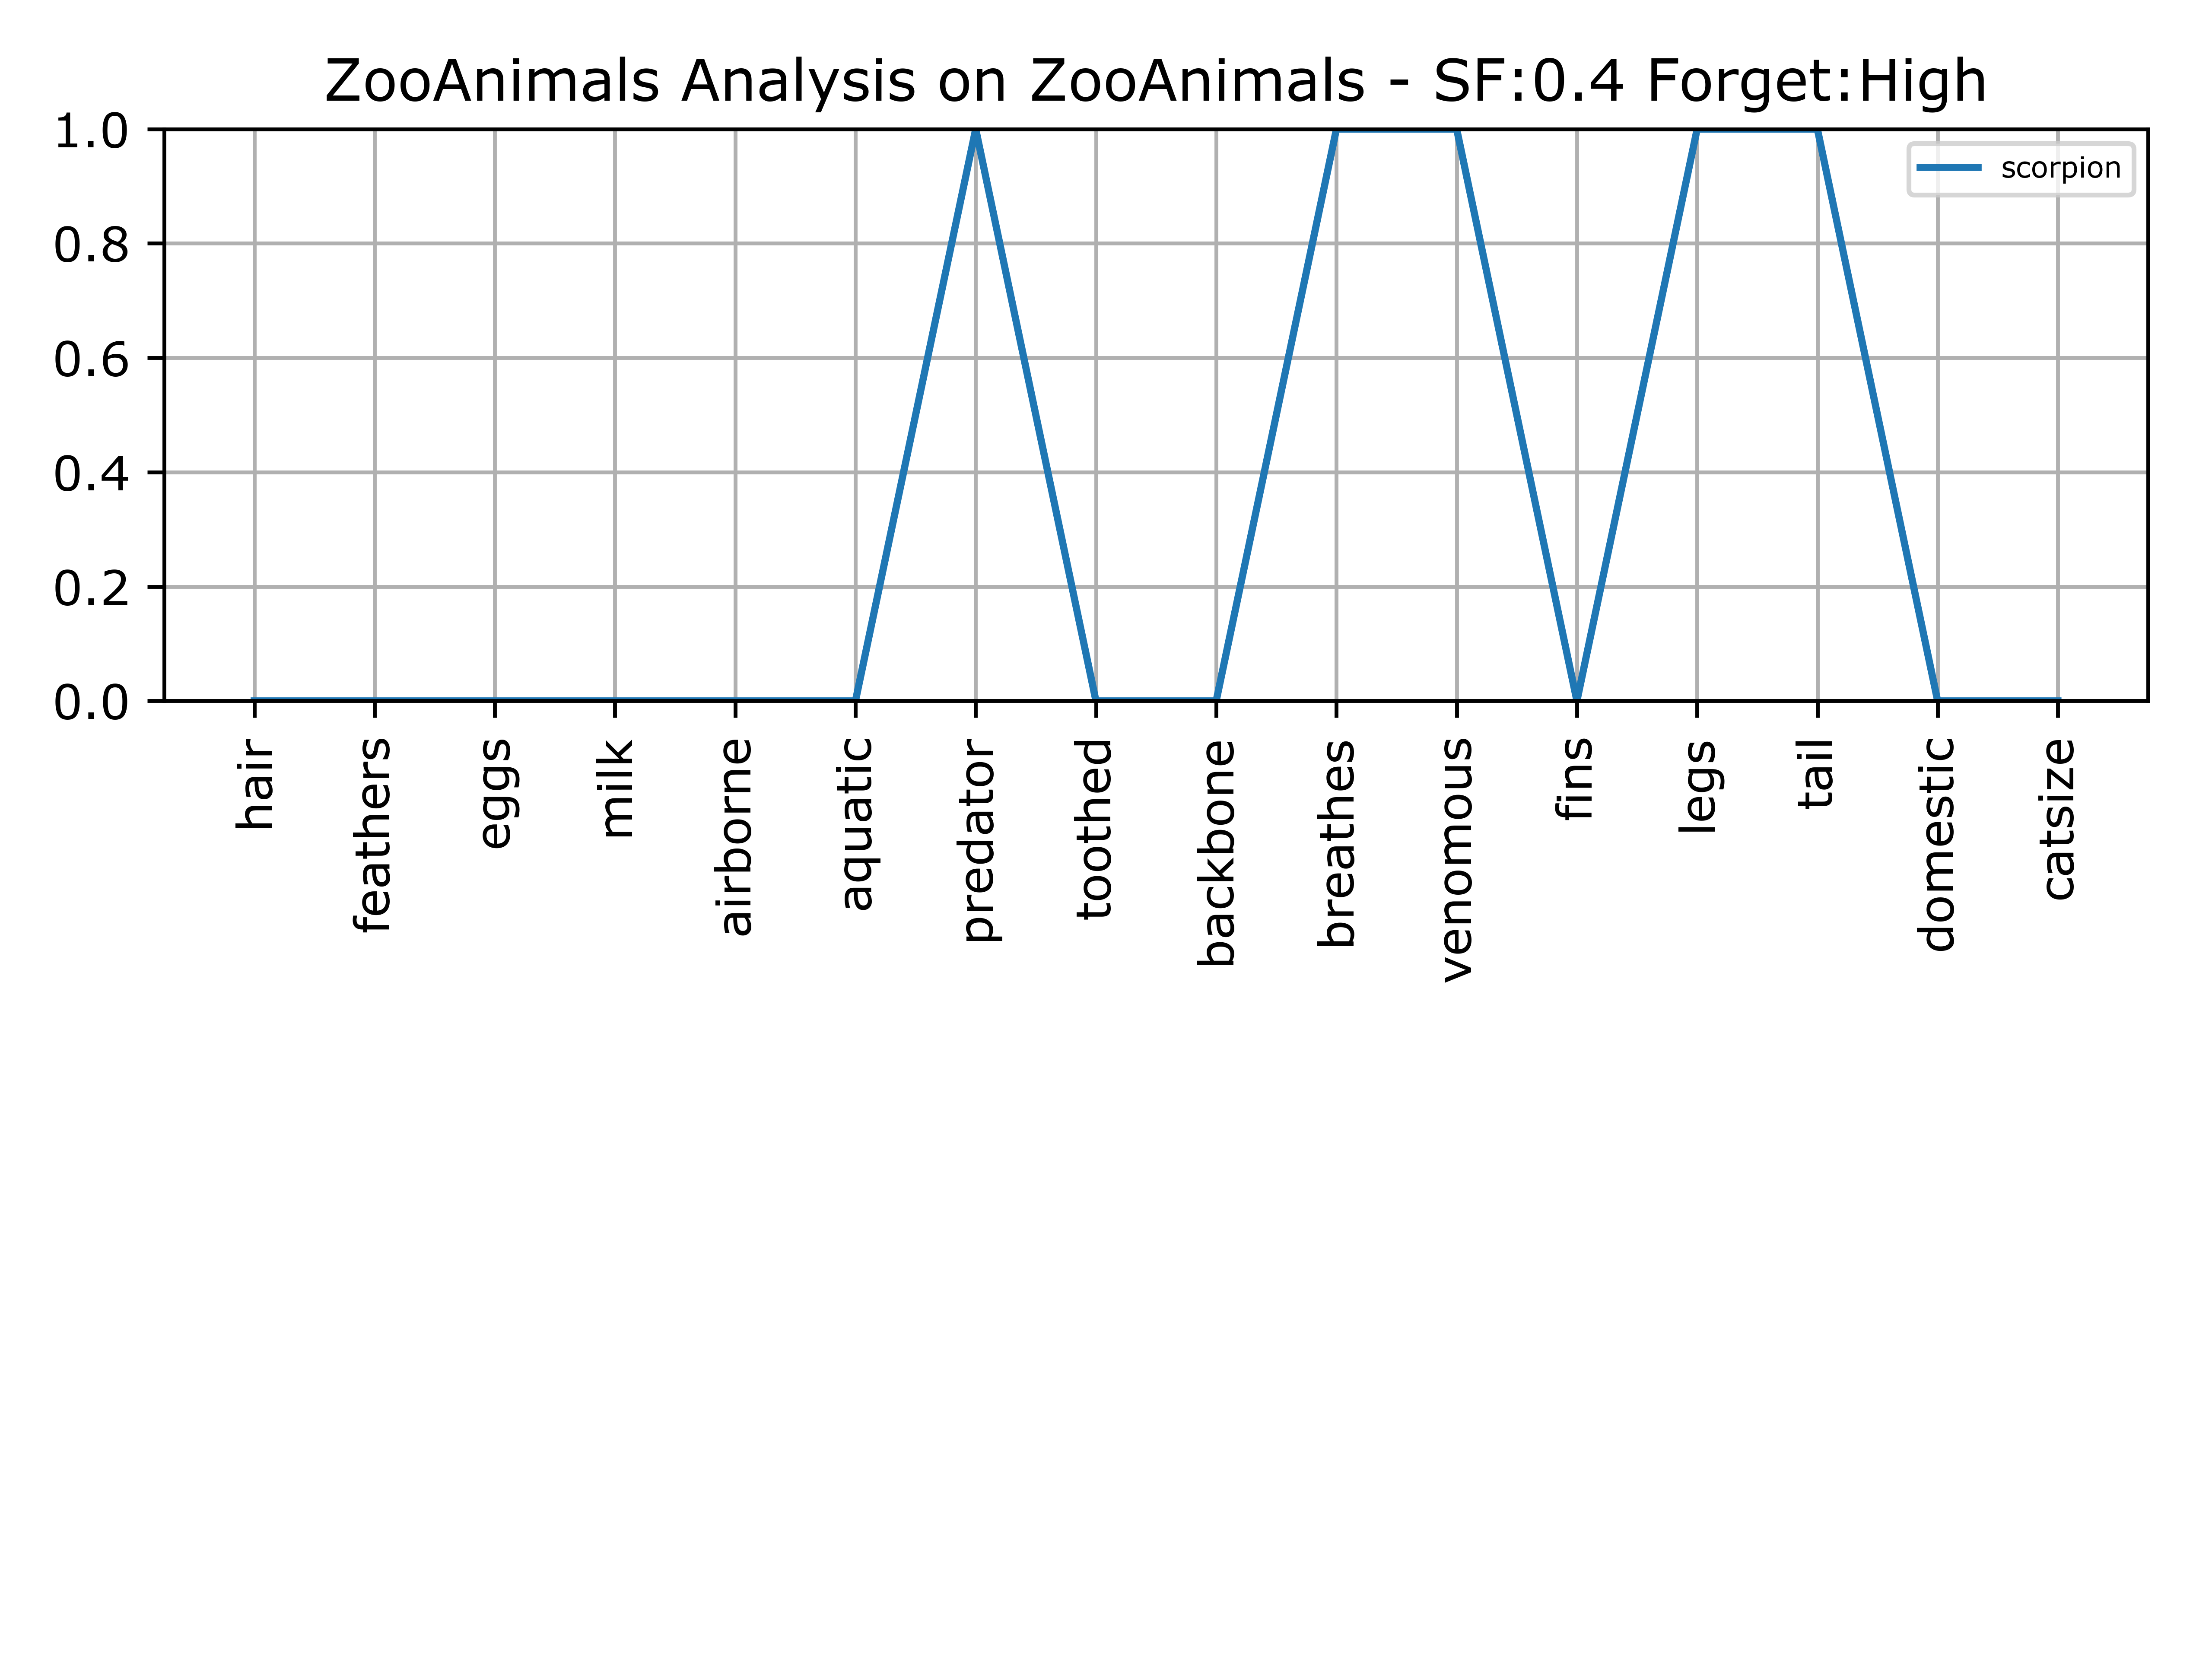 ZooAnimals Analysis on ZooAnimals - SF:0.4 Forget:High
1.0
0.8
0.6
0.4
0.2
0.0
scorpion
hair
feathers
eggs
milk
airborne
aquatic
predator
toothed
backbone
breathes
venomous
fins
legs
tail
domestic
catsize